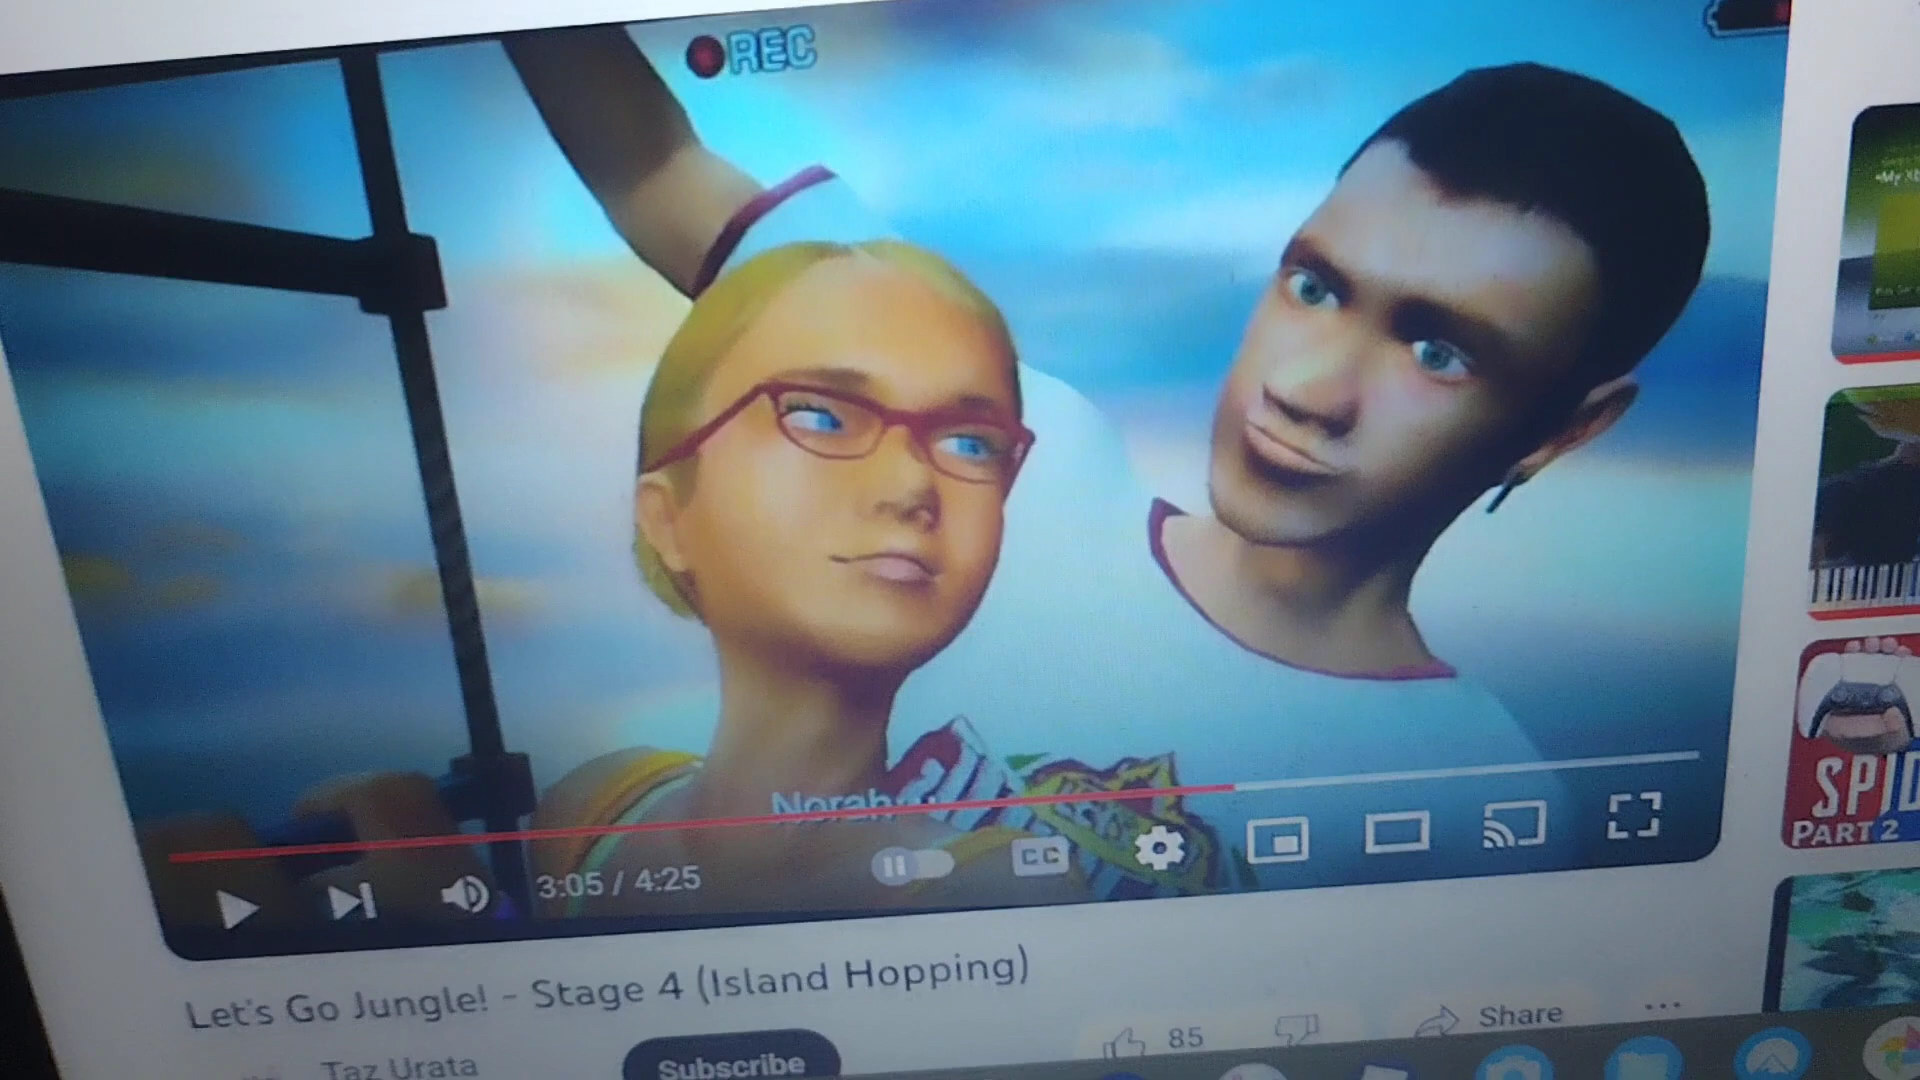 REC
Norah
3:05 / 4:25
CC
Let's Go Jungle! - Stage 4 (Island Hopping)
Taz Urata
Subscribe
85
Share
...
SPID
PART 2